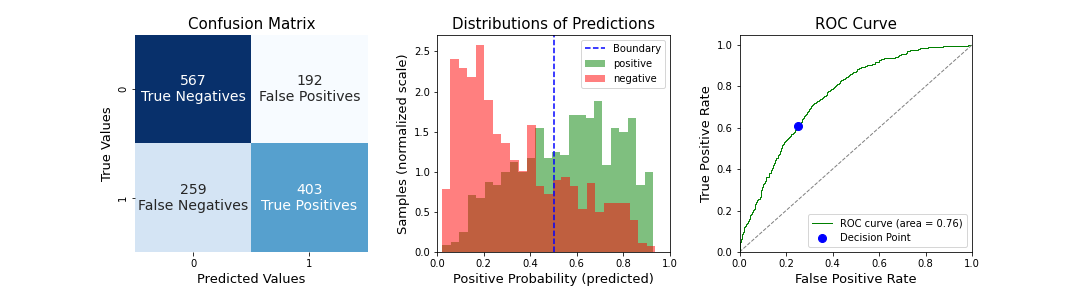 Confusion Matrix
True Values
0
1
567
True Negatives
192
False Positives
259
False Negatives
403
True Positives
0
1
Predicted Values
Distributions of Predictions
Samples (normalized scale)
2.5
2.0
1.5
1.0
0.5
0.0
Boundary
positive
negative
0.0 0.2 0.4 0.6 0.8 1.0
Positive Probability (predicted)
ROC Curve
True Positive Rate
1.0
0.8
0.6
0.4
0.2
0.0
ROC curve (area = 0.76)
Decision Point
0.0 0.2 0.4 0.6 0.8 1.0
False Positive Rate